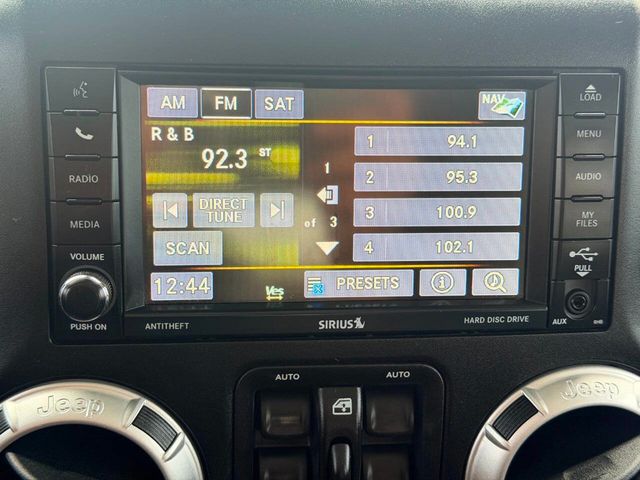 AM FM SAT NAV
R & B
92.3 ST
1 94.1
2 95.3
3 100.9
4 102.1
1
of 3
DIRECT
TUNE
SCAN
12:44
Yes
PRESETS
RADIO
MEDIA
VOLUME
PUSH ON
LOAD
MENU
AUDIO
MY
FILES
PULL
AUX
ANTITHEFT
SIRIUS
HARD DISC DRIVE
AUTO
AUTO
Jeep
Jeep